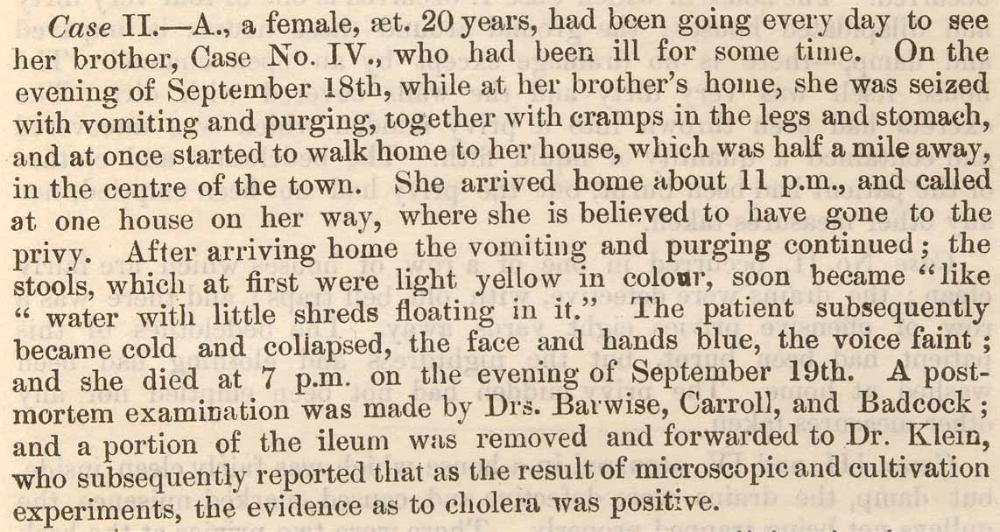 Case II.—A., a female, æt. 20 years, had been going every day to see
her brother, Case No. IV., who had been ill for some time. On the
evening of September 18th, while at her brother's home, she was seized
with vomiting and purging, together with cramps in the legs and stomach,
and at once started to walk home to her house, which was half a mile away,
in the centre of the town. She arrived home about 11 p.m., and called
at one house on her way, where she is believed to have gone to the
privy. After arriving home the vomiting and purging continued; the
stools, which at first were light yellow in colour, soon became “like
“ water with little shreds floating in it.” The patient subsequently
became cold and collapsed, the face and hands blue, the voice faint;
and she died at 7 p.m. on the evening of September 19th. A post-
mortem examination was made by Drs. Barwise, Carroll, and Badcock;
and a portion of the ileum was removed and forwarded to Dr. Klein,
who subsequently reported that as the result of microscopic and cultivation
experiments, the evidence as to cholera was positive.